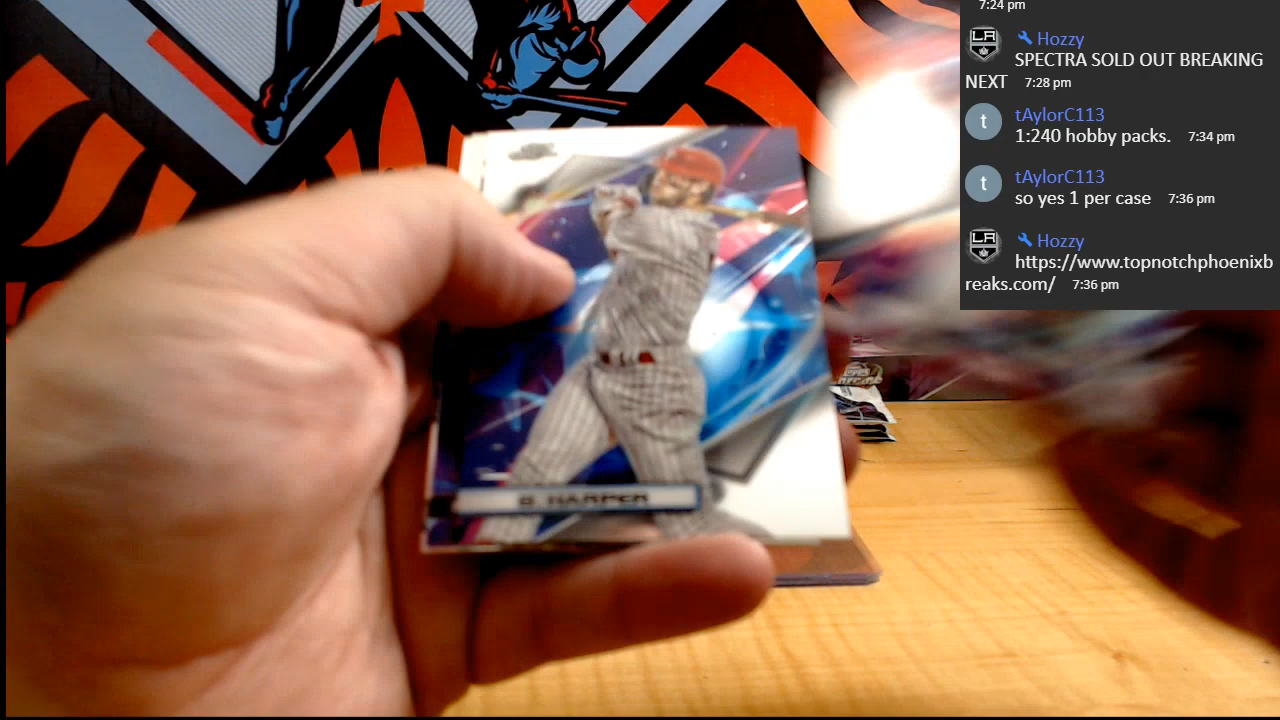 7:24 pm
LA
Hozzy
SPECTRA SOLD OUT BREAKING
NEXT 7:28 pm
t
tAylorC113
1:240 hobby packs. 7:34 pm
t
tAylorC113
so yes 1 per case 7:36 pm
LA
Hozzy
https://www.topnotchphoenixb
reaks.com/ 7:36 pm
B. HARPER